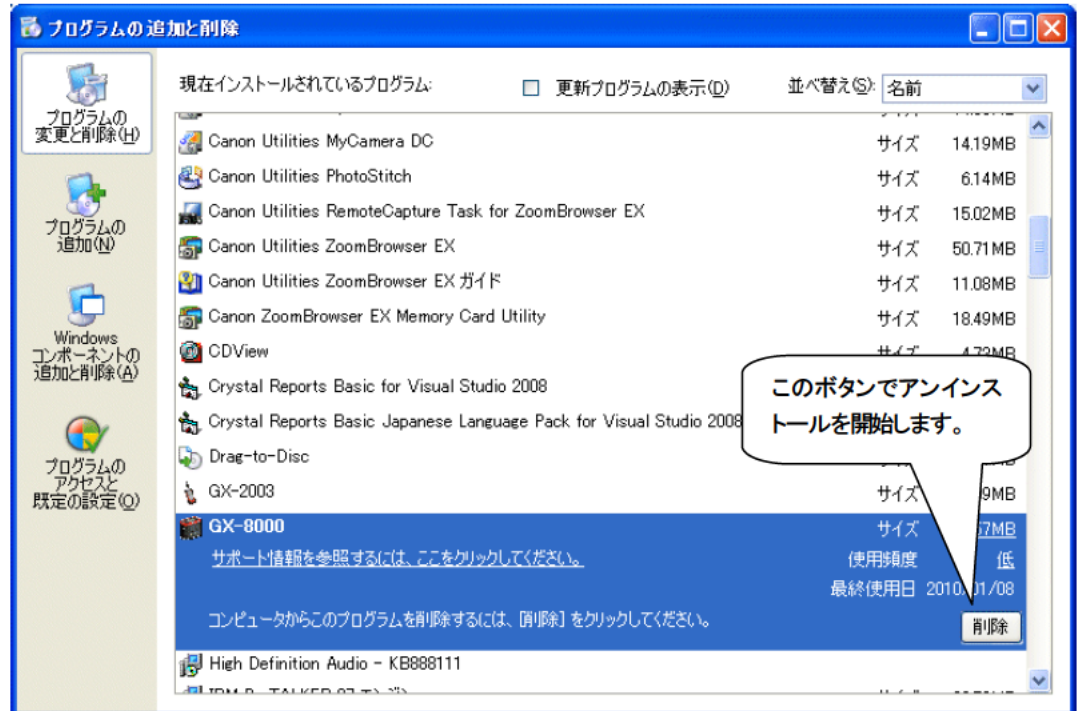 プログラムの追加と削除
現在インストールされているプログラム:
更新プログラムの表示(D)
並べ替え(S):
名前
プログラムの
変更と削除(H)
プログラムの
追加(N)
Windows
コンポーネントの
追加と削除(A)
プログラムの
アクセスと
既定の設定(O)
Canon Utilities MyCamera DC サイズ 14.19MB
Canon Utilities PhotoStitch サイズ 6.14MB
Canon Utilities RemoteCapture Task for ZoomBrowser EX サイズ 15.02MB
Canon Utilities ZoomBrowser EX サイズ 50.71MB
Canon Utilities ZoomBrowser EX ガイド サイズ 11.08MB
Canon ZoomBrowser EX Memory Card Utility サイズ 18.49MB
CDView サイズ 4.73MB
Crystal Reports Basic for Visual Studio 2008
Crystal Reports Basic Japanese Language Pack for Visual Studio 2008
Drag-to-Disc
GX-2003 サイズ 9MB
GX-8000 サイズ 57MB
サポート情報を参照するには、ここをクリックしてください。 使用頻度 低
最終使用日 2010/01/08
コンピュータからこのプログラムを削除するには、[削除] をクリックしてください。
削除
High Definition Audio - KB888111
このボタンでアンインス
トールを開始します。